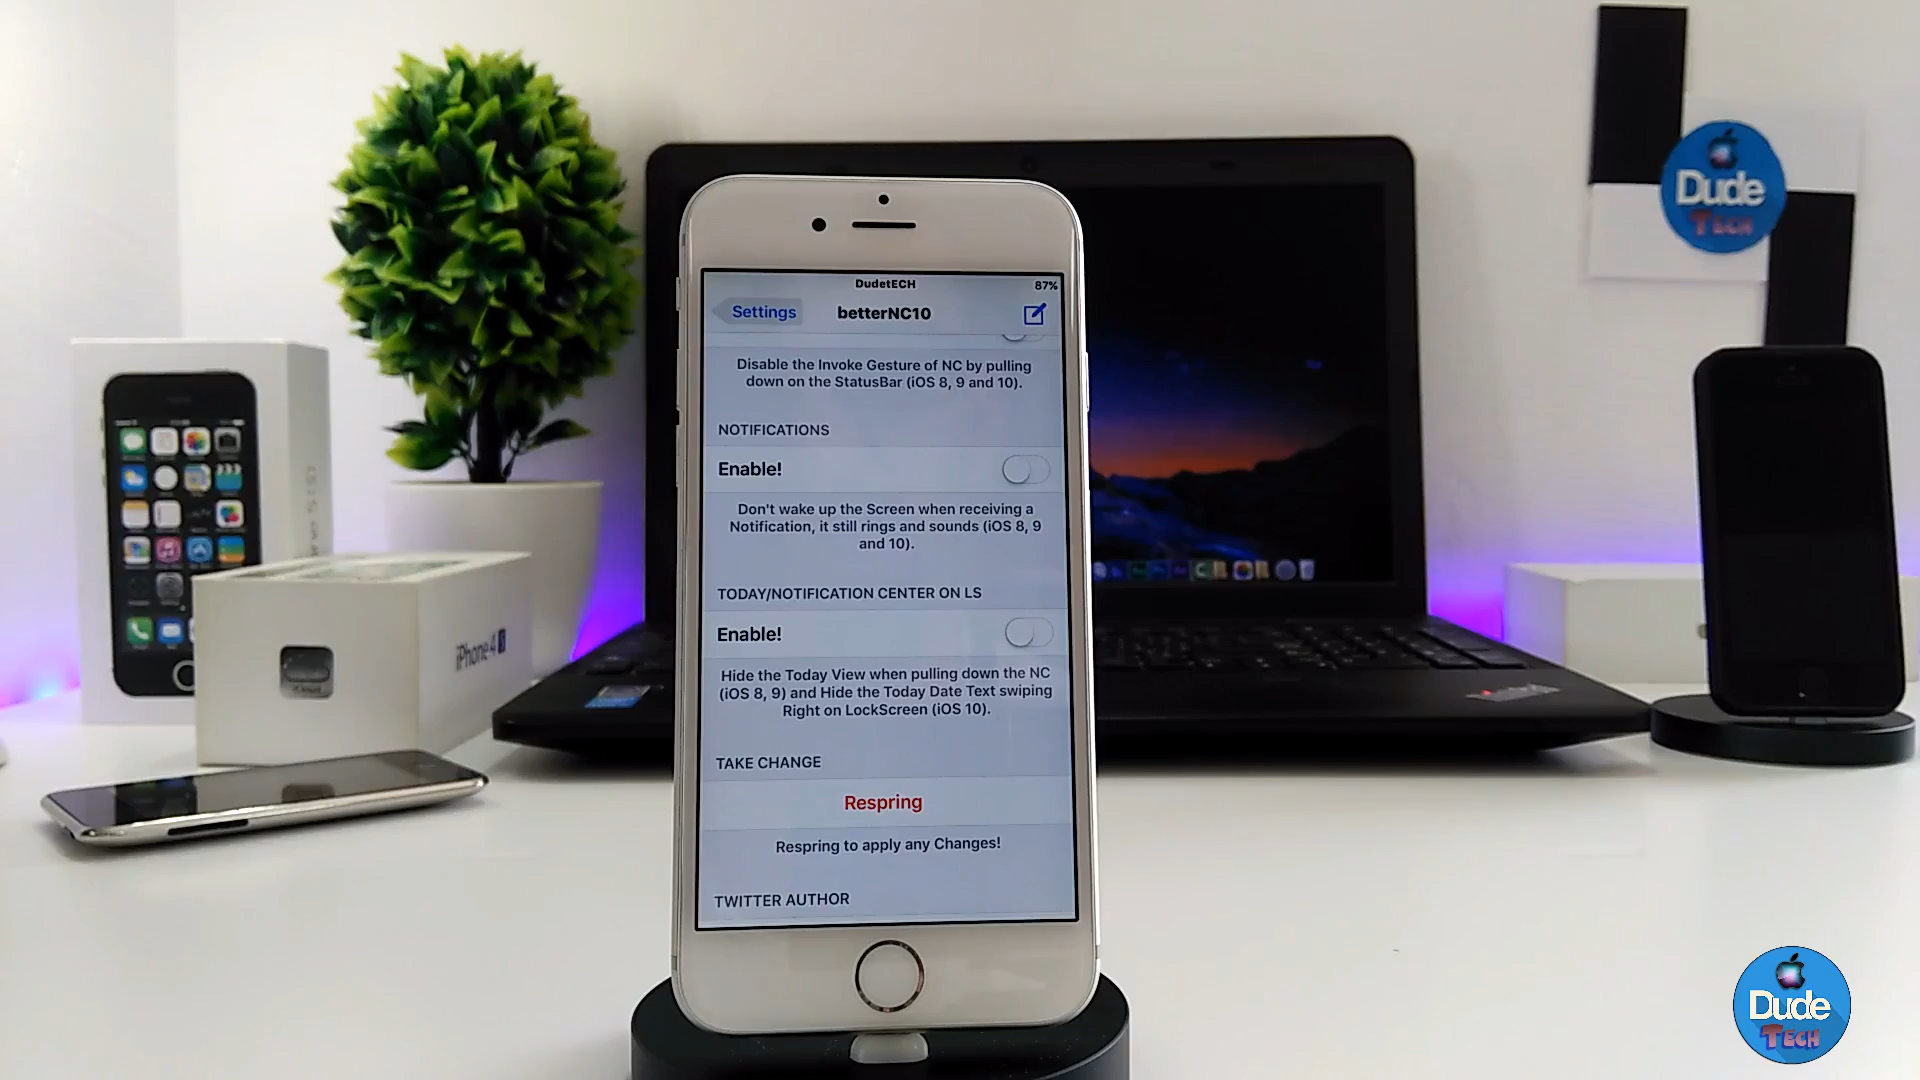 DudetECH
87%
Settings
betterNC10
Disable the Invoke Gesture of NC by pulling
down on the StatusBar (iOS 8, 9 and 10).
NOTIFICATIONS
Enable!
Don't wake up the Screen when receiving a
Notification, it still rings and sounds (iOS 8, 9
and 10).
TODAY/NOTIFICATION CENTER ON LS
Enable!
Hide the Today View when pulling down the NC
(iOS 8, 9) and Hide the Today Date Text swiping
Right on LockScreen (iOS 10).
TAKE CHANGE
Respring
Respring to apply any Changes!
TWITTER AUTHOR
iPhone 4S
Dude
TECH
Dude
TECH